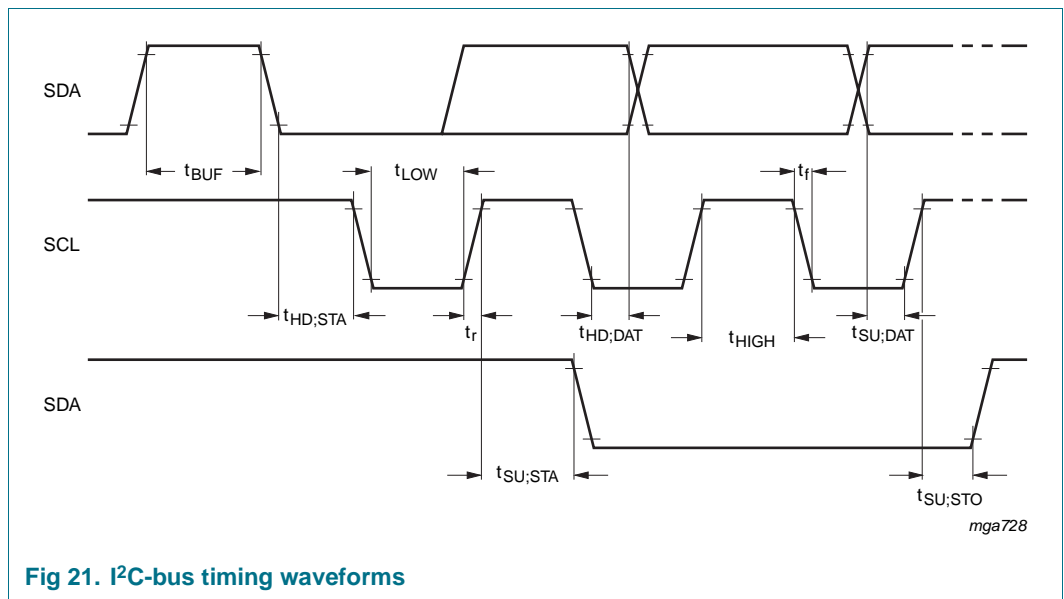 SDA
tBUF
tLOW
tf
SCL
tHD;STA
tr
tHD;DAT
tHIGH
tSU;DAT
SDA
tSU;STA
tSU;STO
mga728
Fig 21. I²C-bus timing waveforms